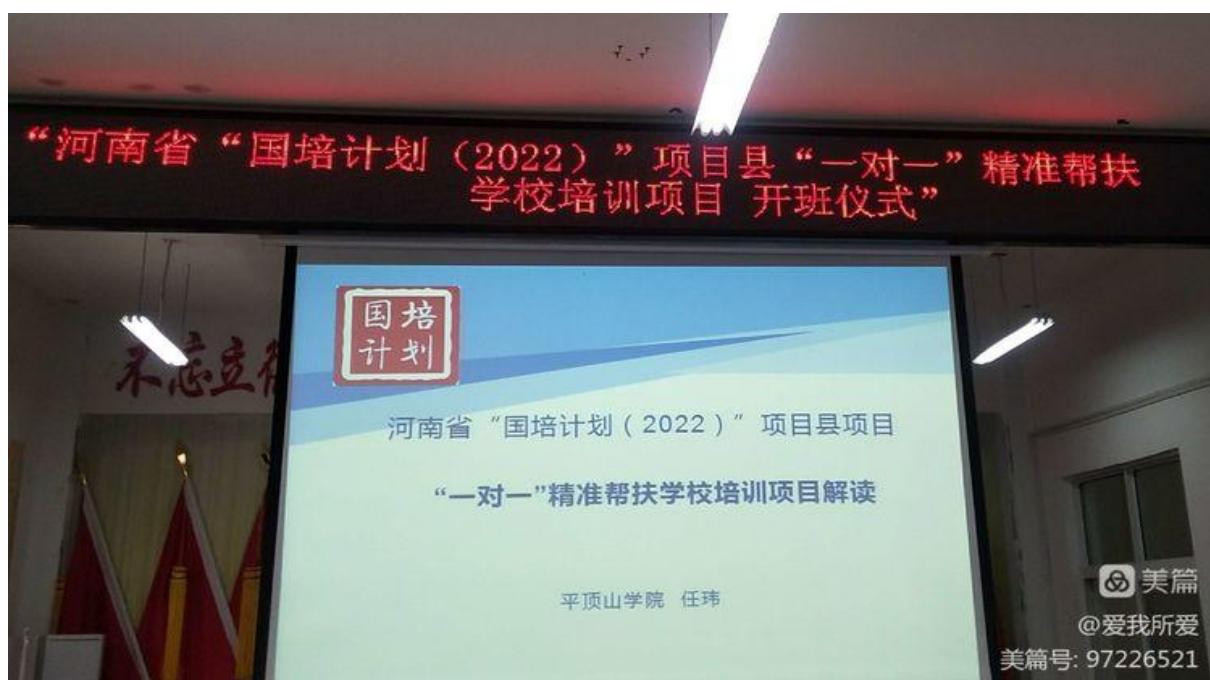 “河南省“国培计划（2022）”项目县“一对一”精准帮扶
学校培训项目 开班仪式”
国培
计划
不忘立德
河南省“国培计划（2022）”项目县项目
“一对一”精准帮扶学校培训项目解读
平顶山学院 任玮
美篇
@爱我所爱
美篇号: 97226521